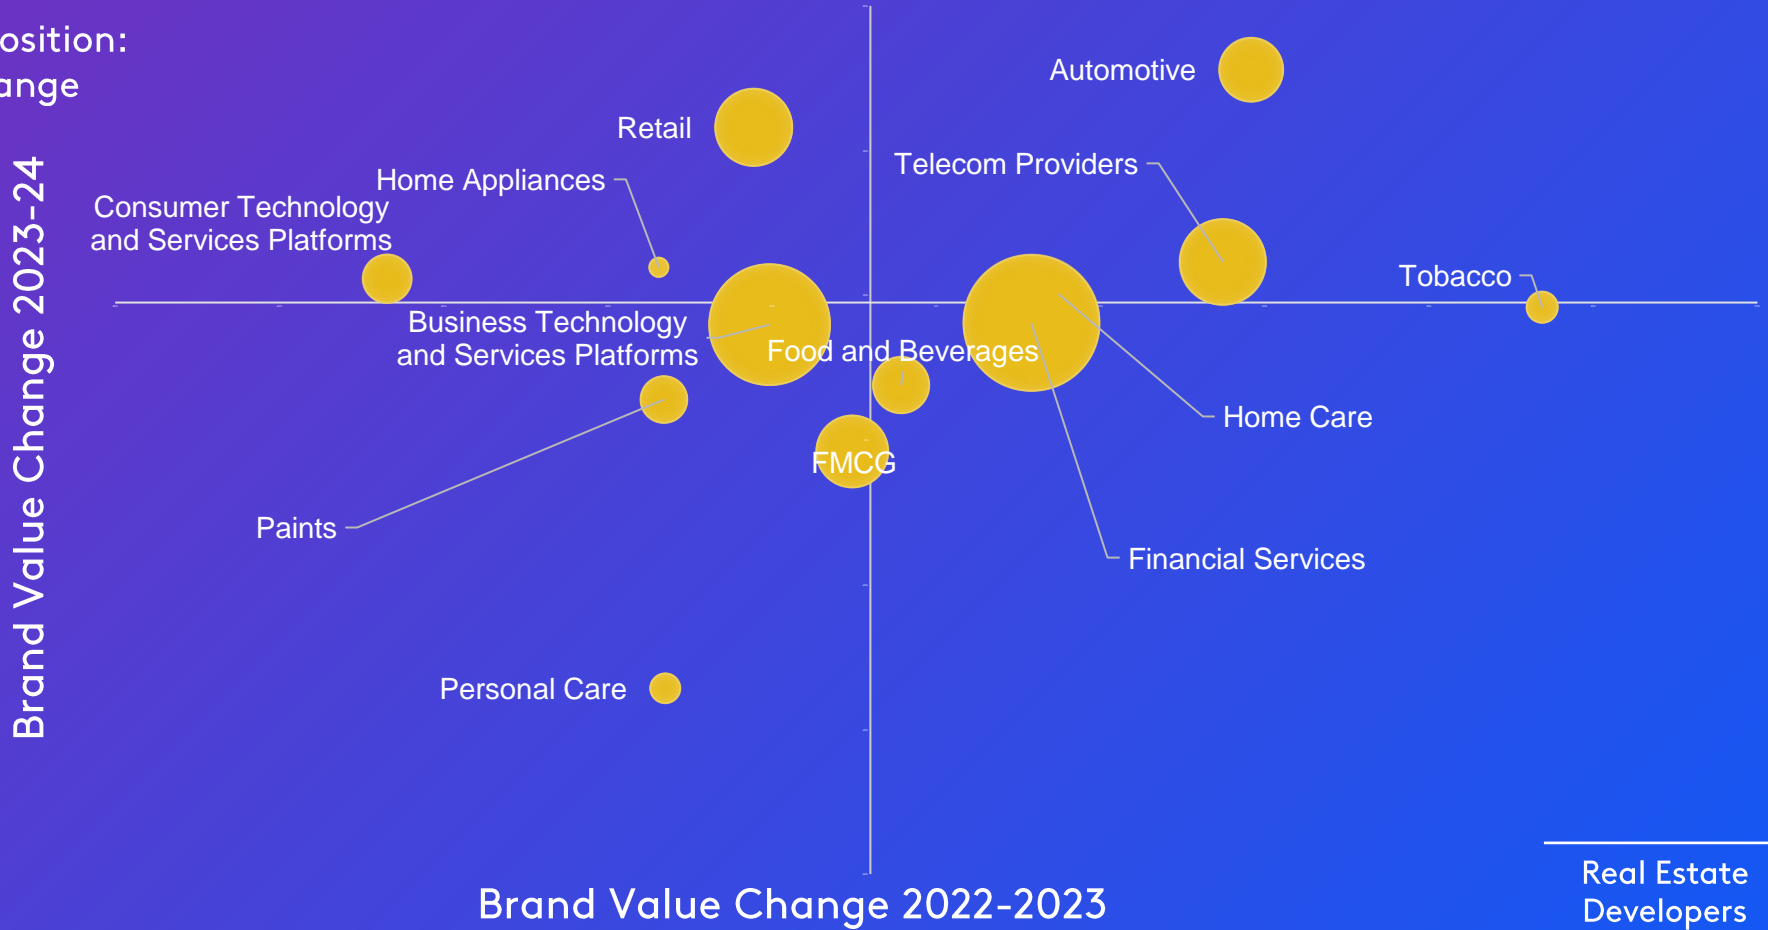 osition:
ange
Automotive
Retail
Telecom Providers
Home Appliances
Consumer Technology
and Services Platforms
Tobacco
Business Technology
and Services Platforms
Food and Beverages
Home Care
FMCG
Paints
Financial Services
Personal Care
Brand Value Change 2023-24
Brand Value Change 2022-2023
Real Estate
Developers